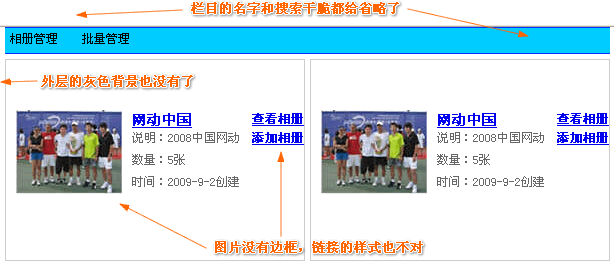 栏目的名字和搜索干脆都给省略了
相册管理 批量管理
外层的灰色背景也没有了
网动中国 查看相册
说明：2008中国网动 添加相册
数量：5张
时间：2009-9-2创建
网动中国 查看相册
说明：2008中国网动 添加相册
数量：5张
时间：2009-9-2创建
图片没有边框，链接的样式也不对